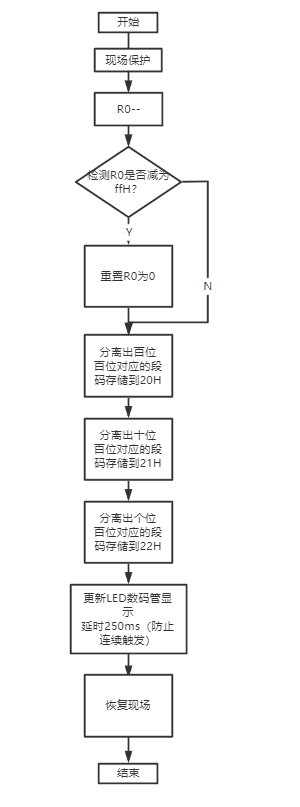 开始
现场保护
R0--
检测R0是否减为
ffH?
Y
重置R0为0
N
分离出百位
百位对应的段
码存储到20H
分离出十位
百位对应的段
码存储到21H
分离出个位
百位对应的段
码存储到22H
更新LED数码管显
示
延时250ms（防止
连续触发）
恢复现场
结束